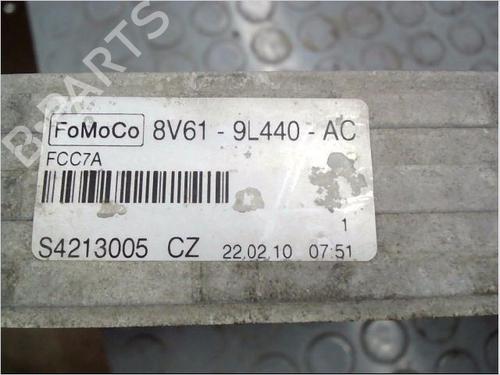 B-PARTS
FoMoCo 8V61 - 9L440 - AC
FCC7A
1
S4213005 CZ 22.02.10 07:51